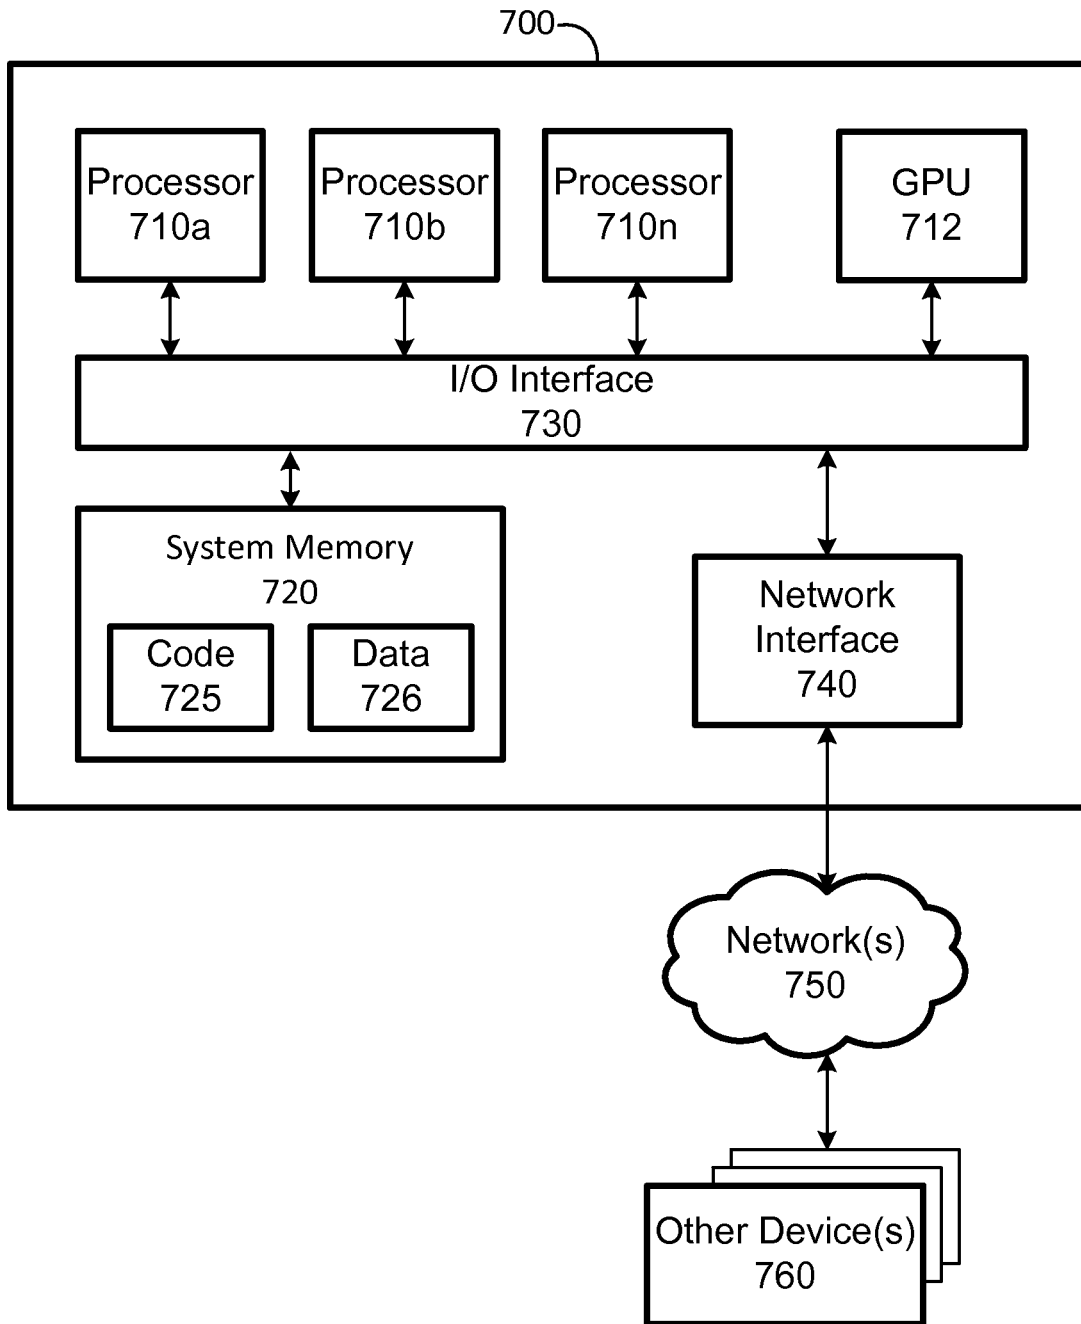 700
Processor
710a
Processor
710b
Processor
710n
GPU
712
I/O Interface
730
System Memory
720
Code
725
Data
726
Network
Interface
740
Network(s)
750
Other Device(s)
760